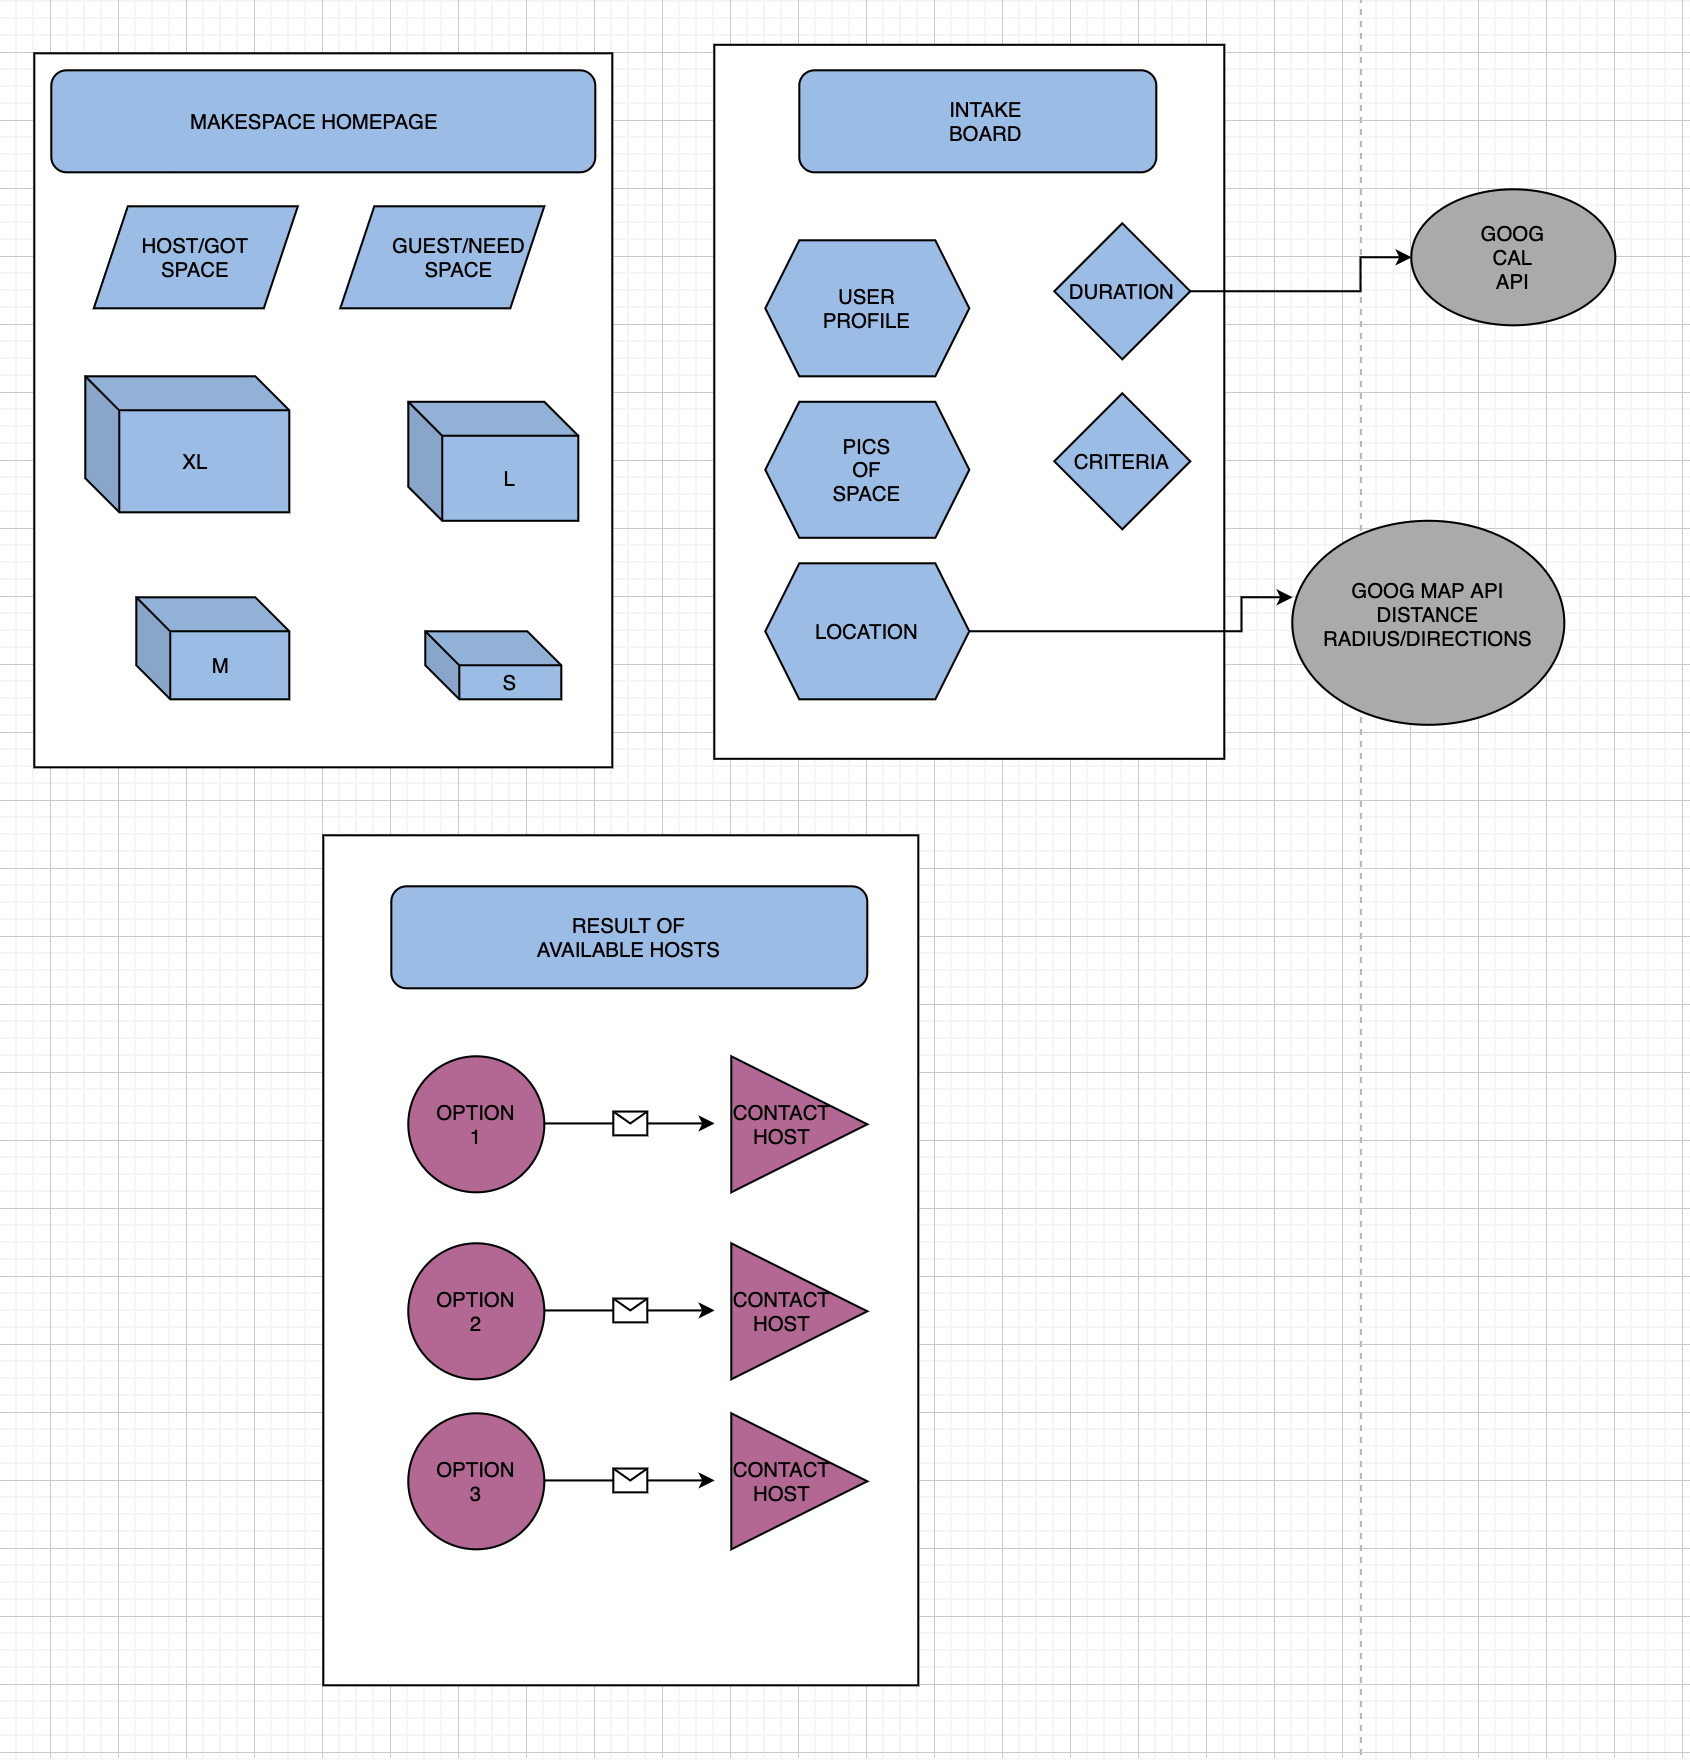 MAKESPACE HOMEPAGE
HOST/GOT
SPACE
GUEST/NEED
SPACE
XL
L
M
S
INTAKE
BOARD
USER
PROFILE
DURATION
PICS
OF
SPACE
CRITERIA
LOCATION
GOOG
CAL
API
GOOG MAP API
DISTANCE
RADIUS/DIRECTIONS
RESULT OF
AVAILABLE HOSTS
OPTION
1
CONTACT
HOST
OPTION
2
CONTACT
HOST
OPTION
3
CONTACT
HOST